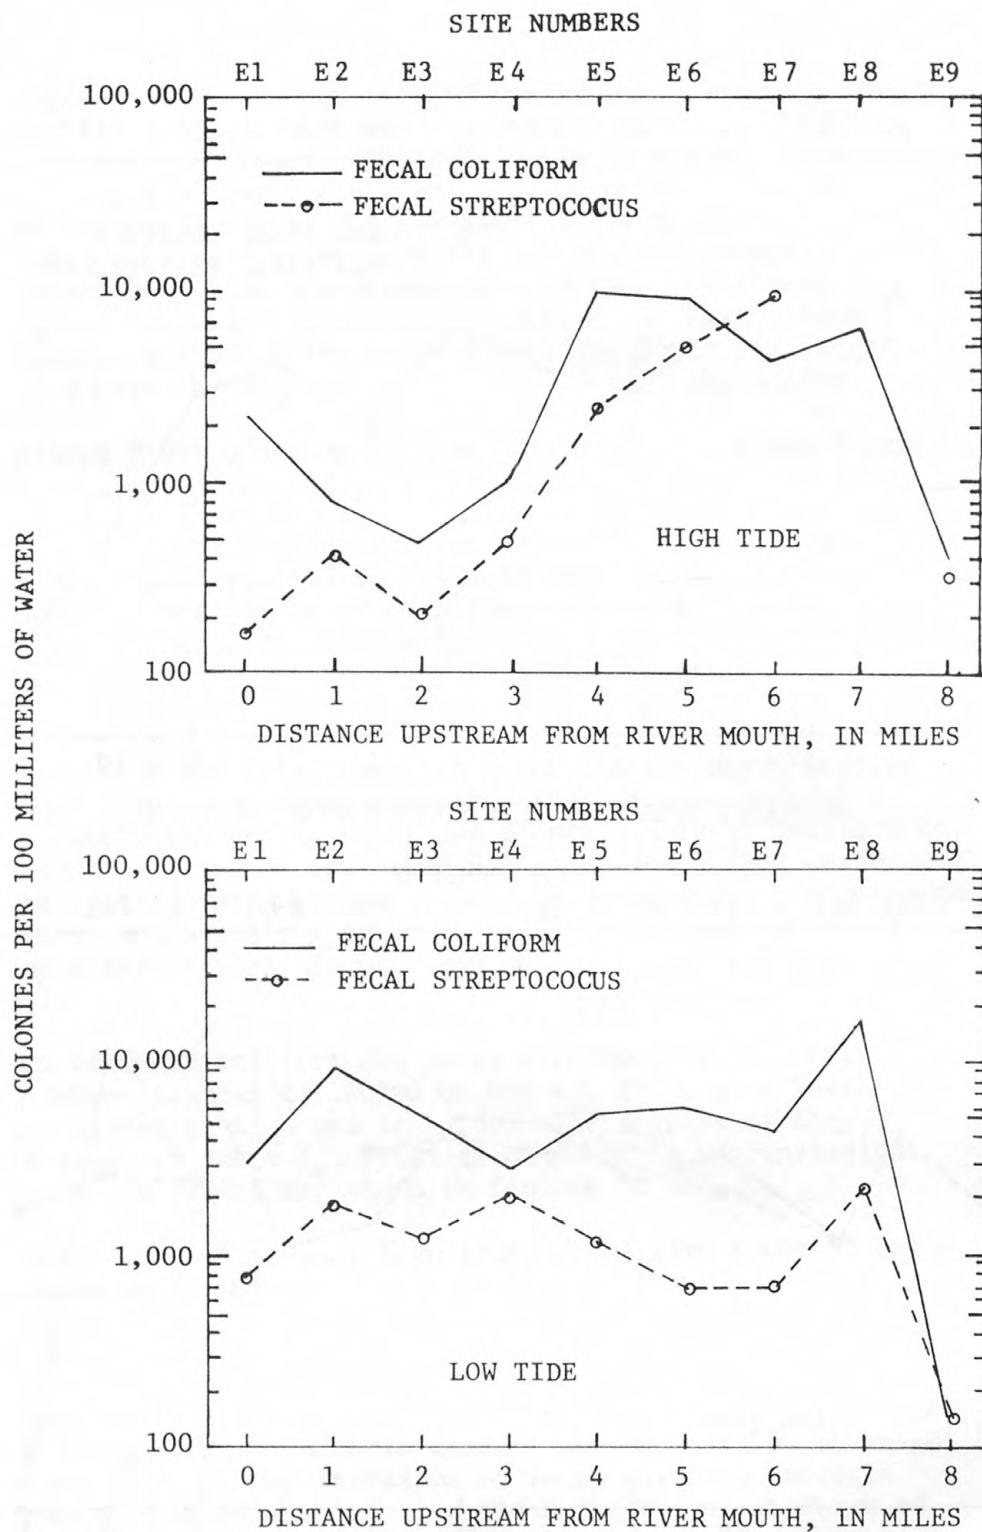 SITE NUMBERS
E1 E2 E3 E4 E5 E6 E7 E8 E9
100,000
FECAL COLIFORM
FECAL STREPTOCOCUS
10,000
1,000
HIGH TIDE
100
0 1 2 3 4 5 6 7 8
DISTANCE UPSTREAM FROM RIVER MOUTH, IN MILES
COLONIES PER 100 MILLITERS OF WATER
SITE NUMBERS
E1 E2 E3 E4 E5 E6 E7 E8 E9
100,000
FECAL COLIFORM
FECAL STREPTOCOCUS
10,000
1,000
LOW TIDE
100
0 1 2 3 4 5 6 7 8
DISTANCE UPSTREAM FROM RIVER MOUTH, IN MILES